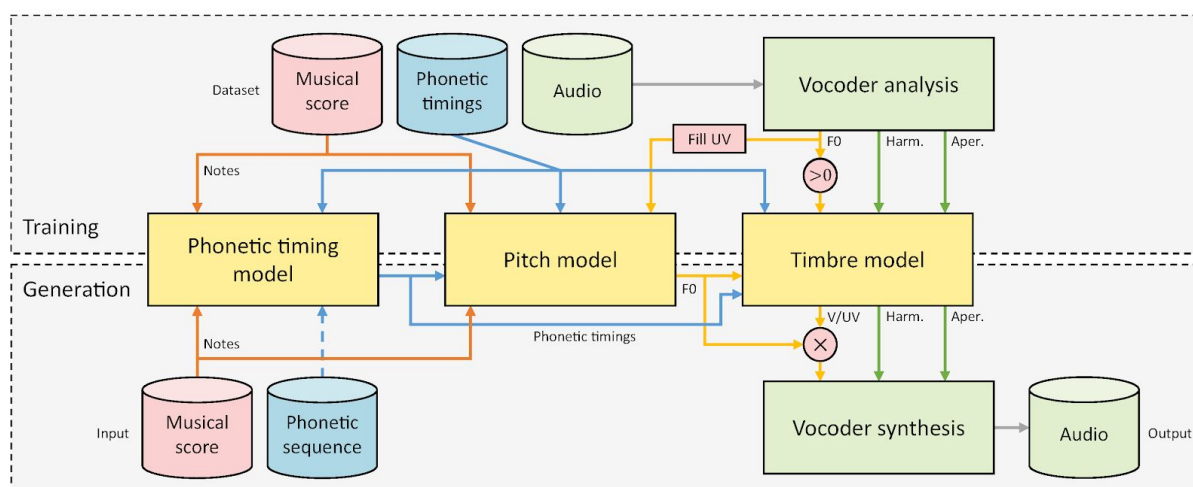 Dataset
Musical
score
Phonetic
timings
Audio
Vocoder analysis
Fill UV
F0
Harm.
Aper.
>0
Notes
Training
Phonetic timing
model
Pitch model
Timbre model
Generation
F0
Notes
Phonetic timings
V/UV
Harm.
Aper.
×
Input
Musical
score
Phonetic
sequence
Vocoder synthesis
Audio
Output